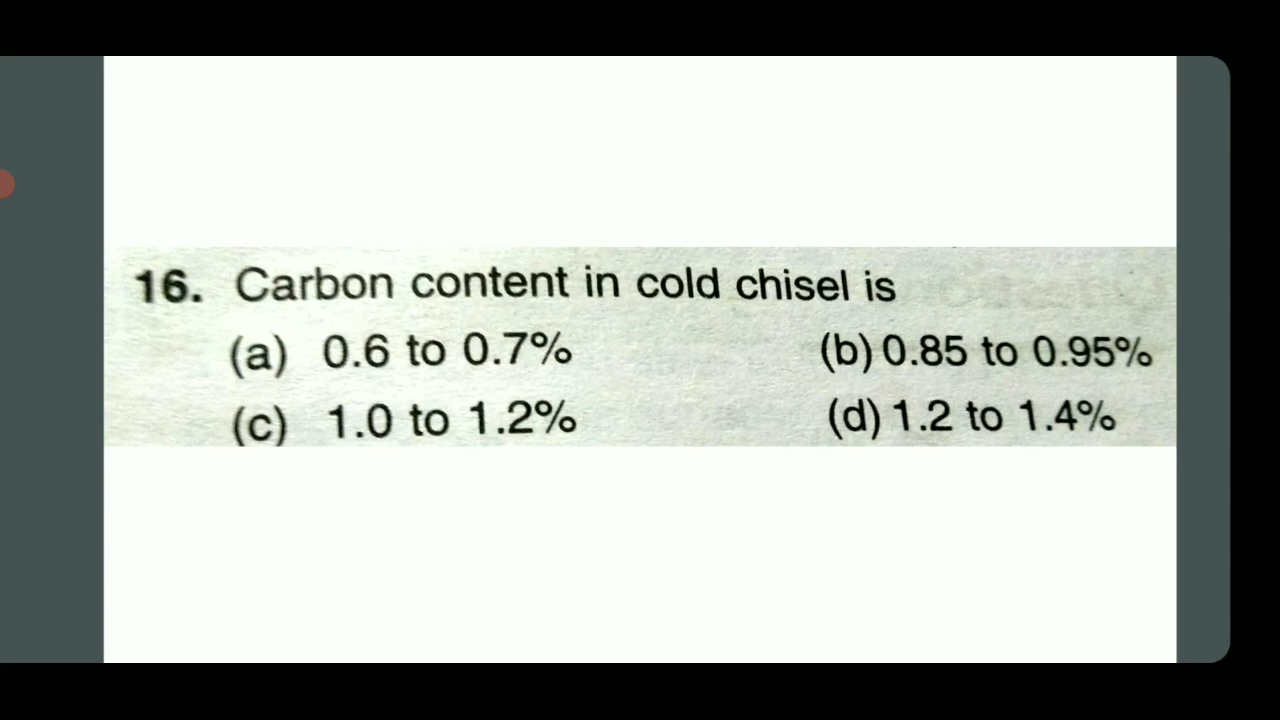 16. Carbon content in cold chisel is
(a) 0.6 to 0.7% (b) 0.85 to 0.95%
(c) 1.0 to 1.2% (d) 1.2 to 1.4%